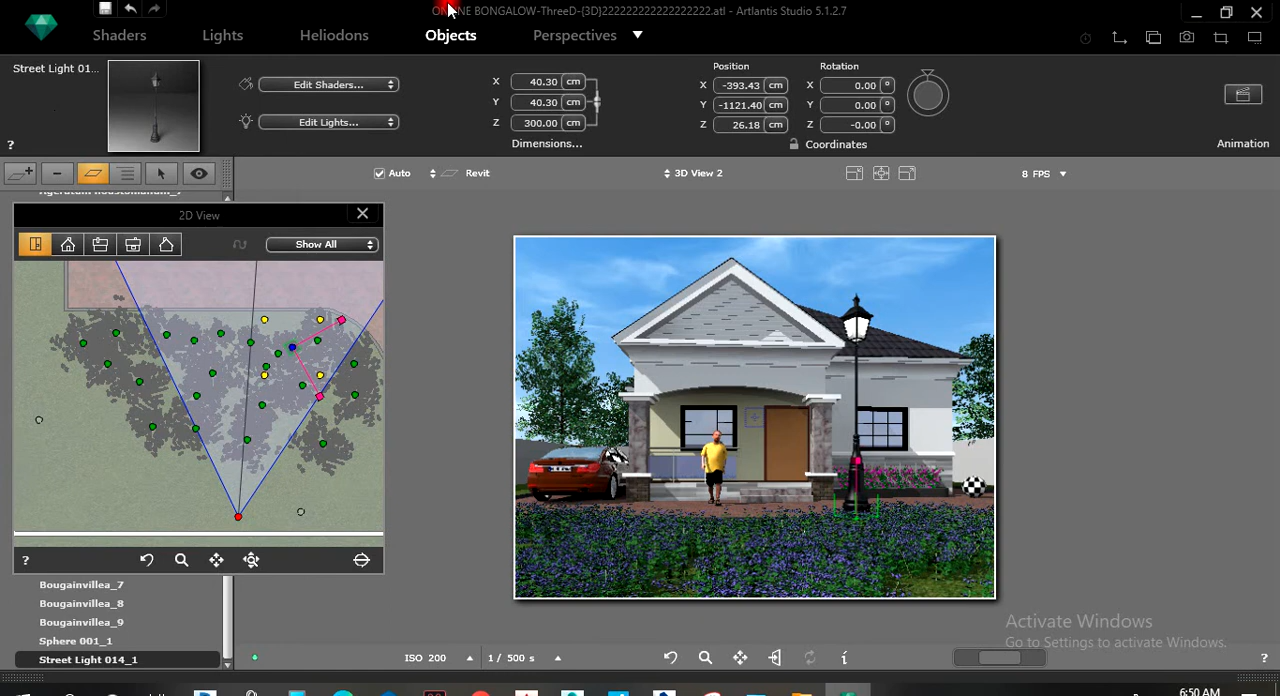 BONGALOW-ThreeD-{3D}222222222222222222.atl - Artlantis Studio 5.1.2.7
Shaders
Lights
Heliodons
Objects
Perspectives
Street Light 01...
Edit Shaders...
Edit Lights...
X 40.30 cm
Y 40.30 cm
Z 300.00 cm
Dimensions...
Position
X -393.43 cm
Y -1121.40 cm
Z 26.18 cm
Rotation
X 0.00 °
Y 0.00 °
Z -0.00 °
Coordinates
Animation
?
Auto
Revit
3D View 2
8 FPS
2D View
Show All
?
Bougainvillea_7
Bougainvillea_8
Bougainvillea_9
Sphere 001_1
Street Light 014_1
ISO 200
1 / 500 s
?
Activate Windows
Go to Settings to activate Windows.
6:50 AM